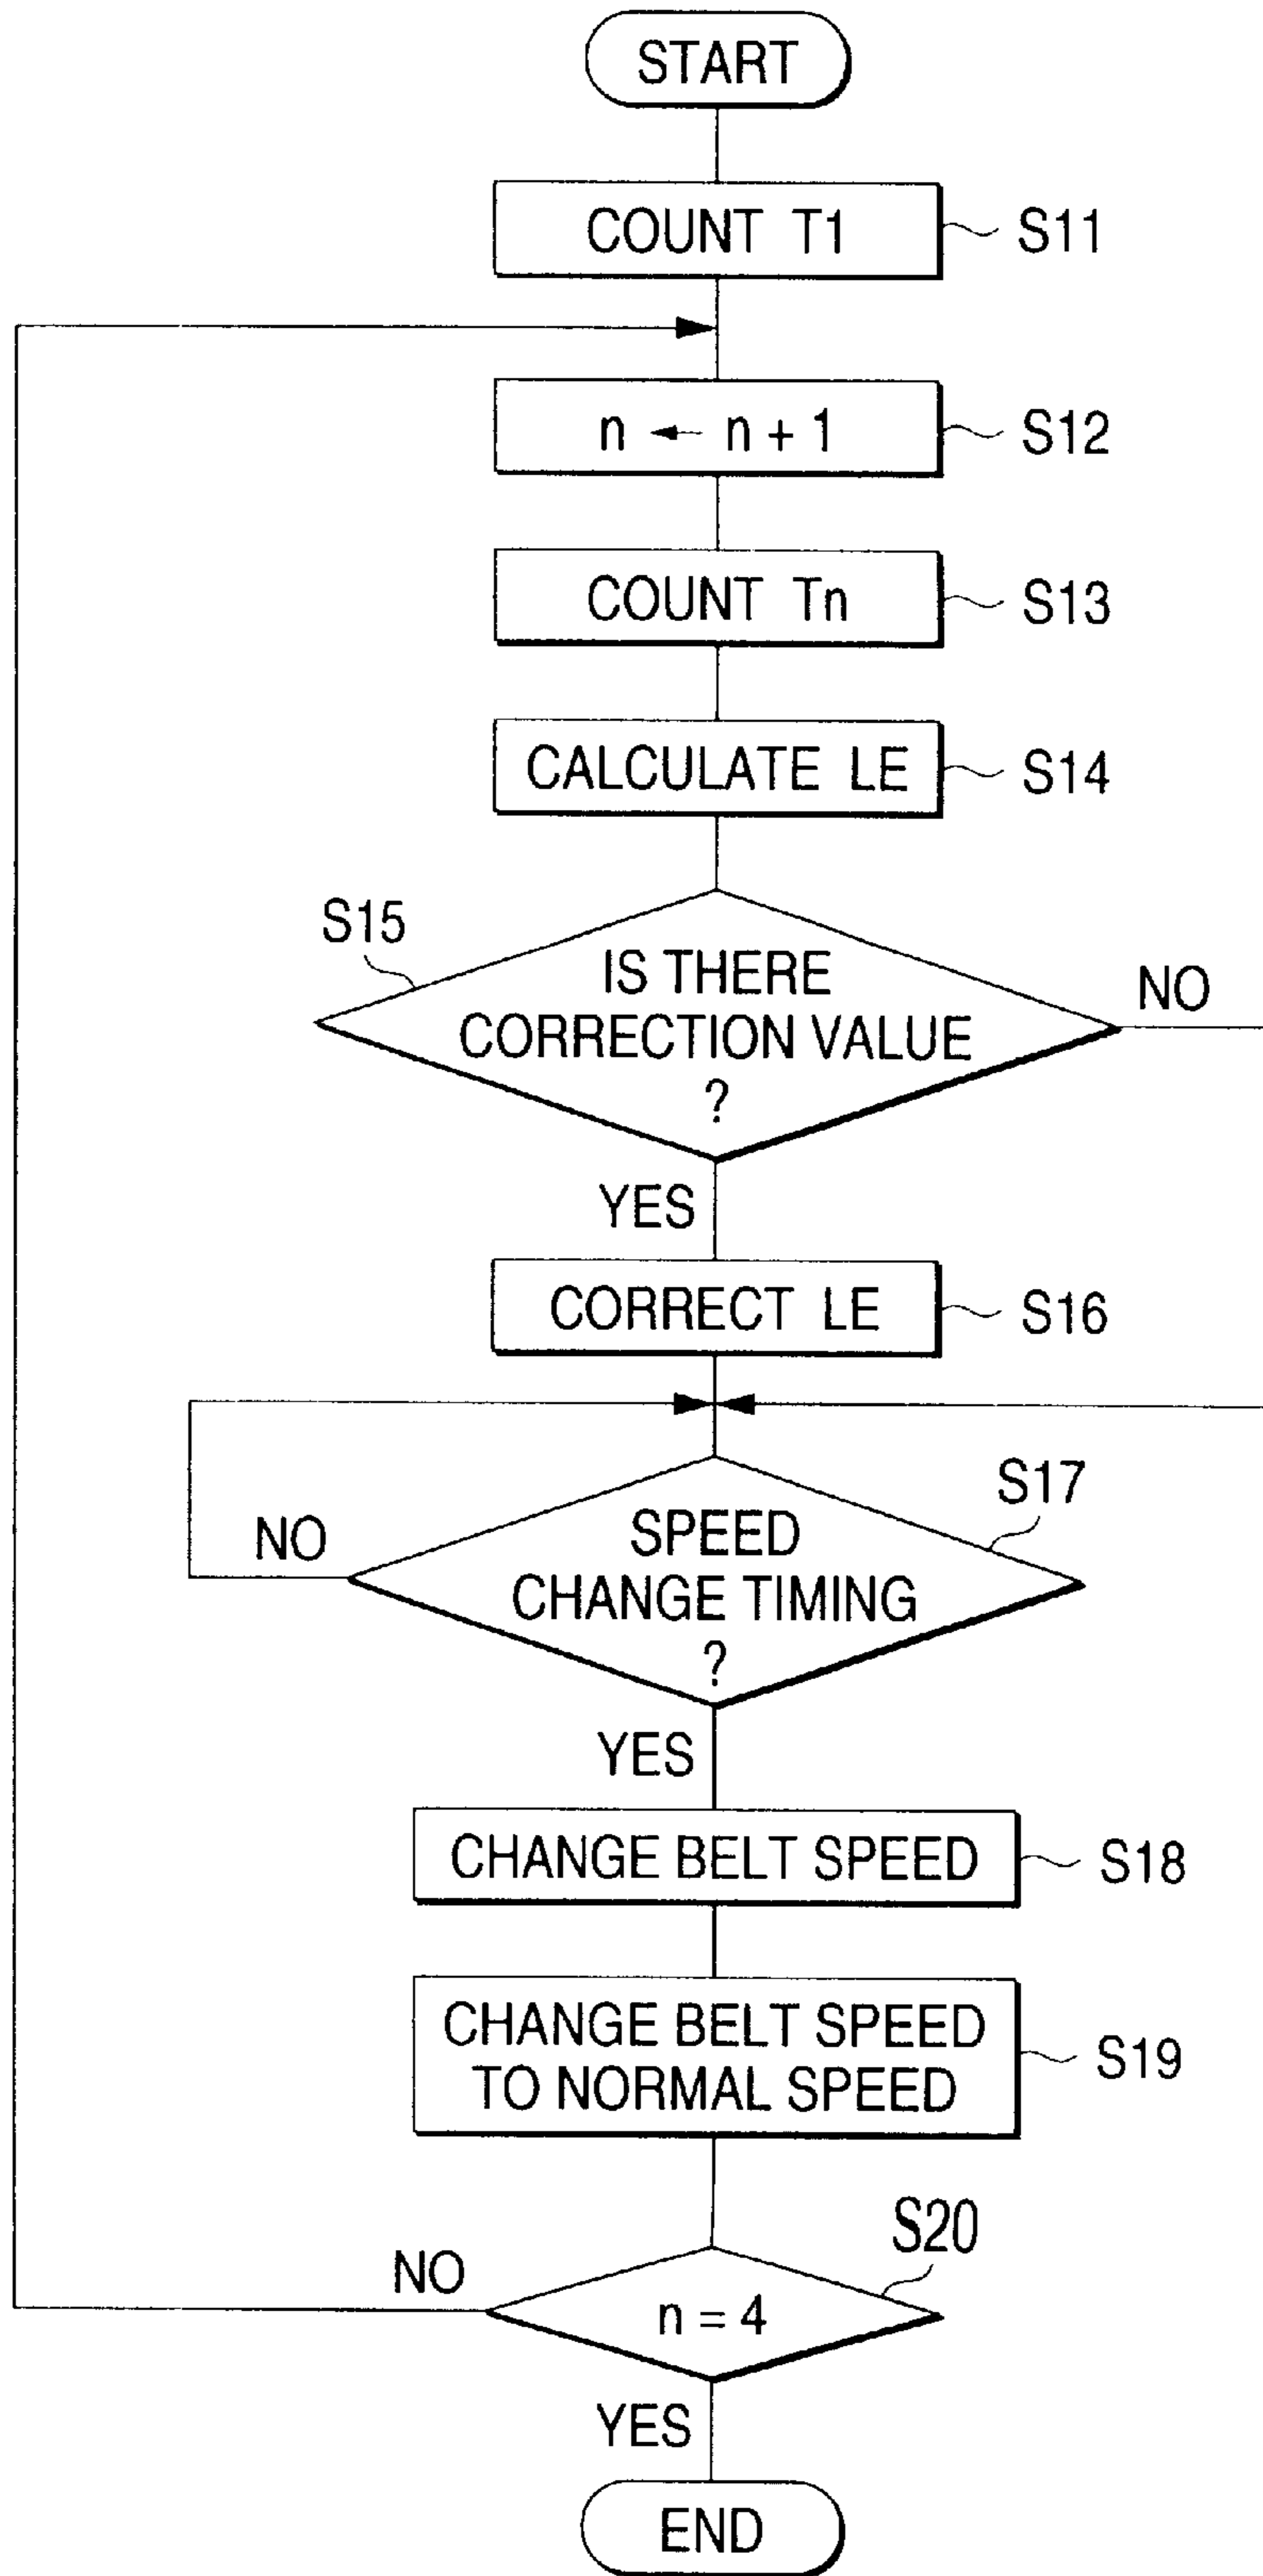 START
COUNT T1
S11
n ← n + 1
S12
COUNT Tn
S13
CALCULATE LE
S14
S15
IS THERE
CORRECTION VALUE
?
NO
YES
CORRECT LE
S16
S17
SPEED
CHANGE TIMING
?
NO
YES
CHANGE BELT SPEED
S18
CHANGE BELT SPEED
TO NORMAL SPEED
S19
S20
NO
n = 4
YES
END